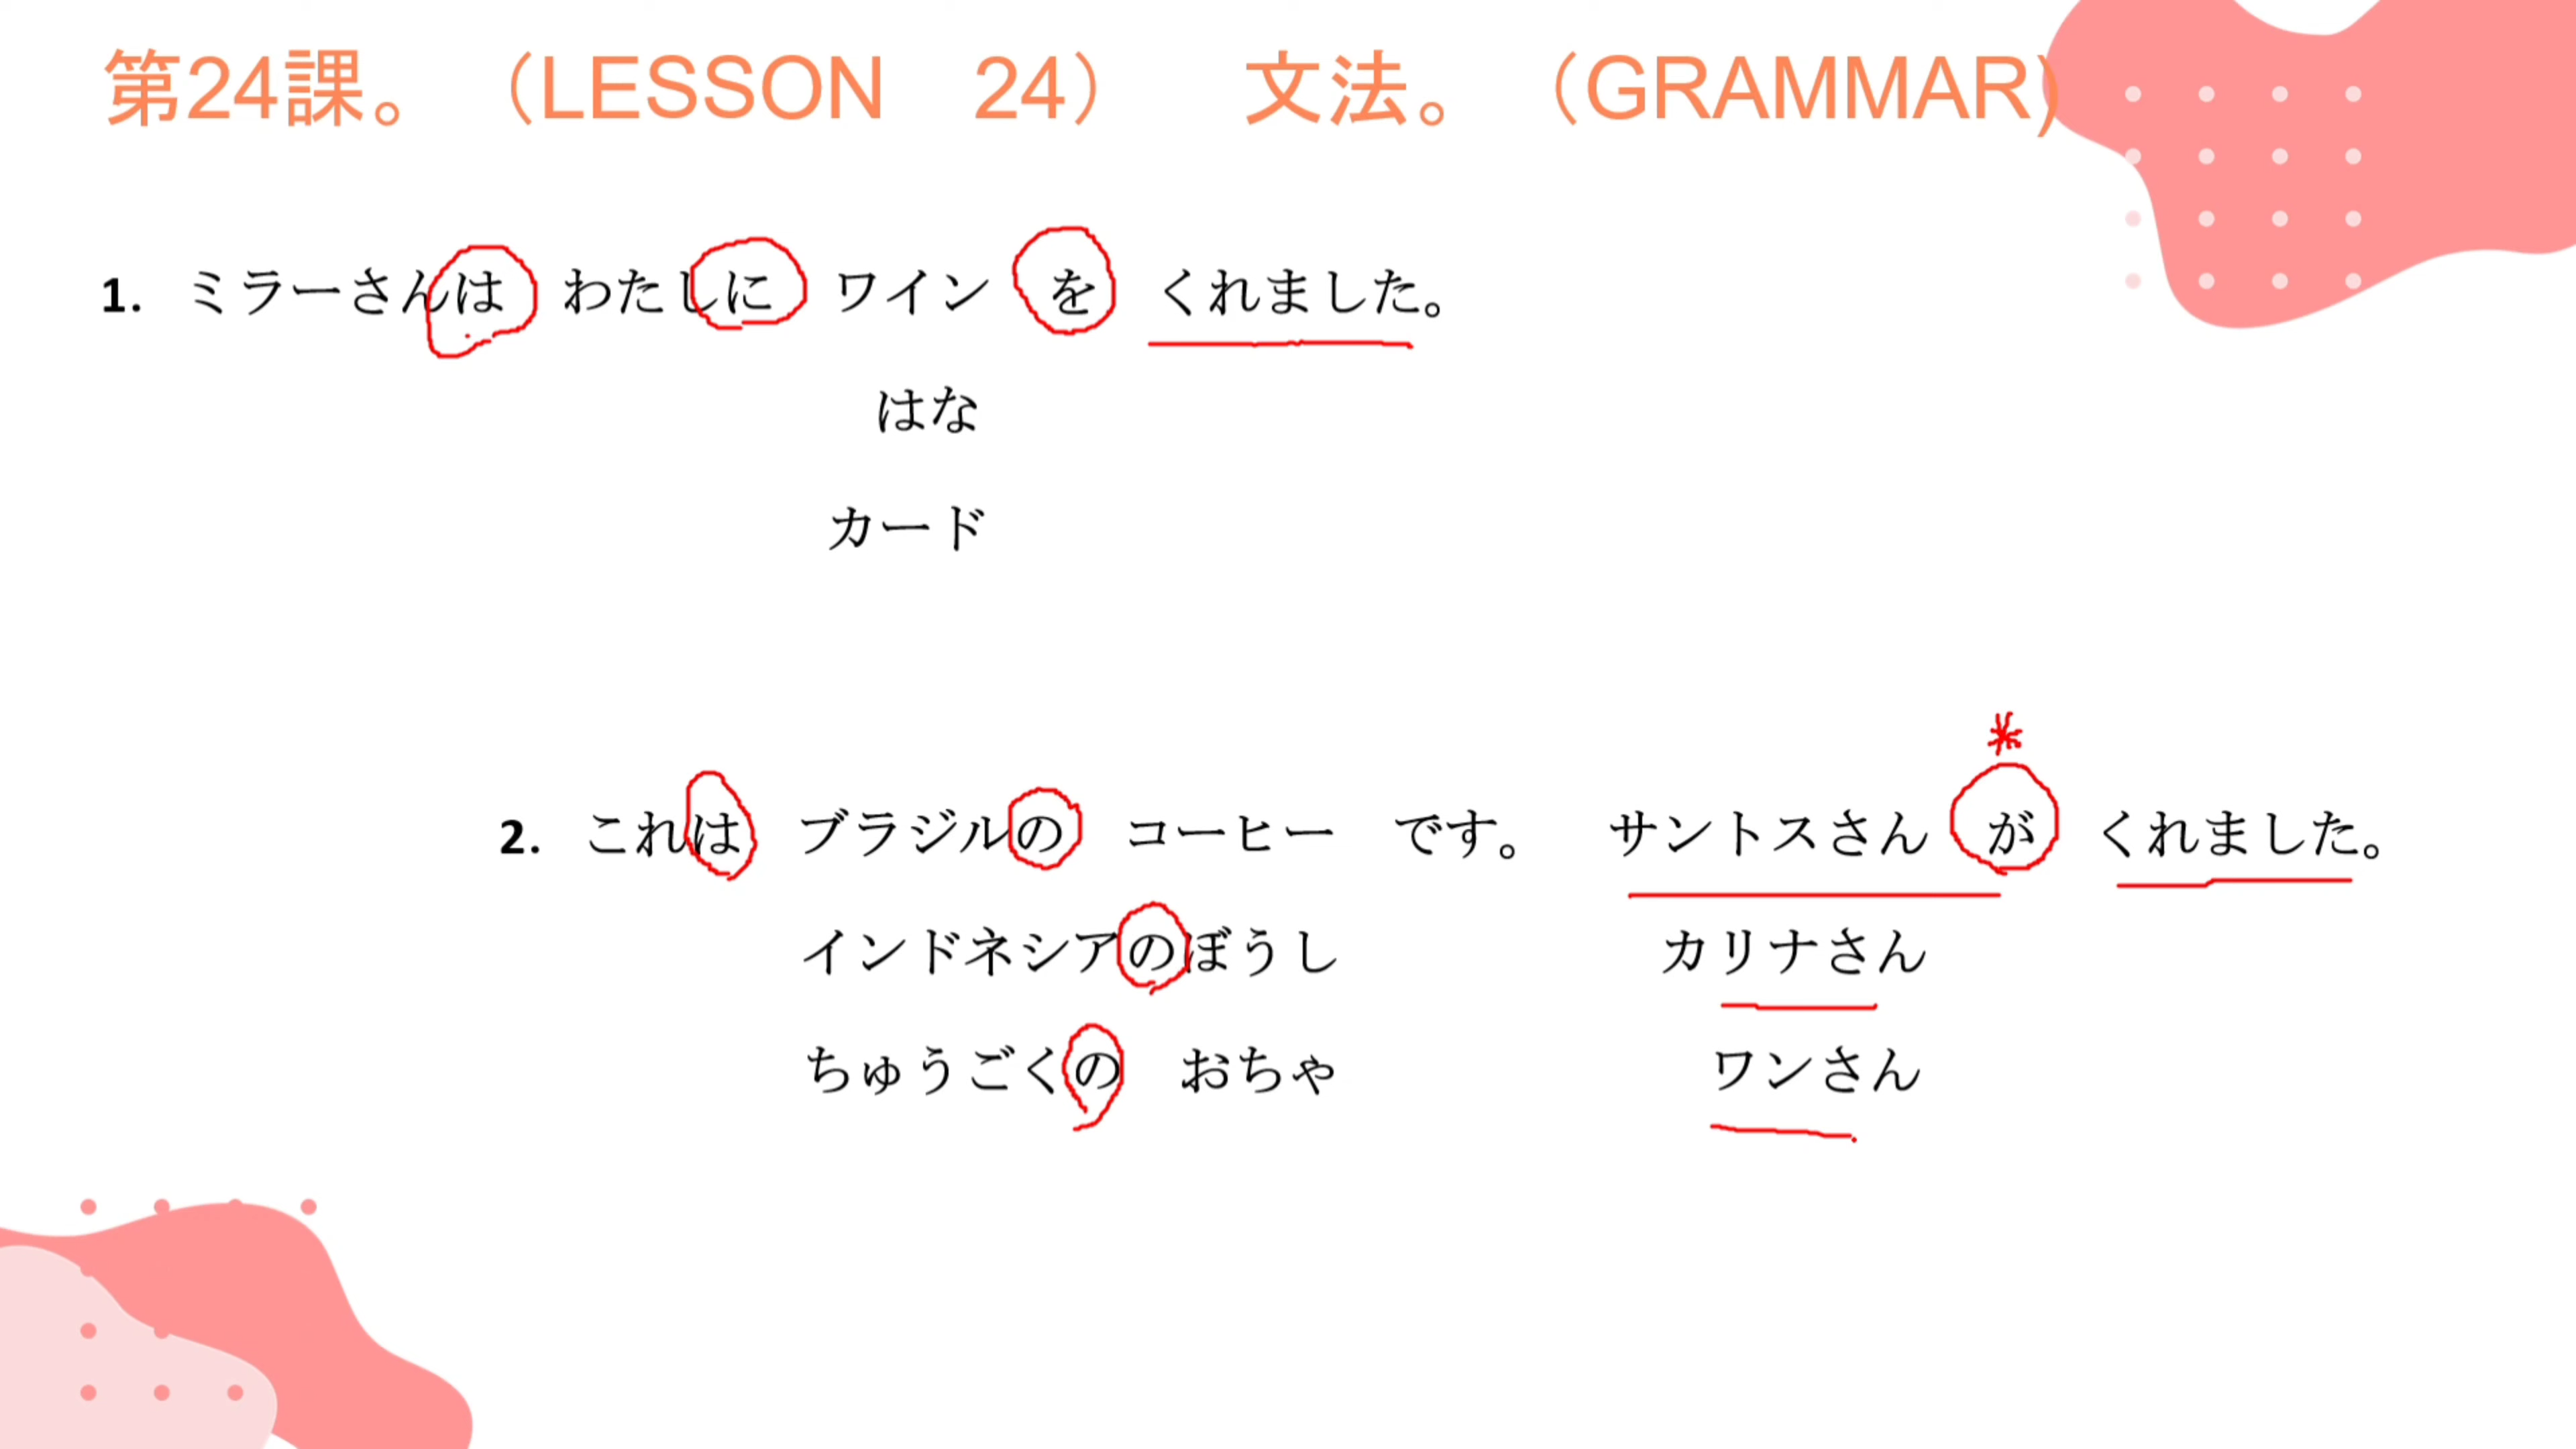 第24課。（LESSON　24）　文法。（GRAMMAR)
1. ミラーさんは　わたしに　ワイン　を　くれました。
はな
カード
*
2. これは　ブラジルの　コーヒー　です。　サントスさん　が　くれました。
インドネシアのぼうし　カリナさん
ちゅうごくの　おちゃ　ワンさん